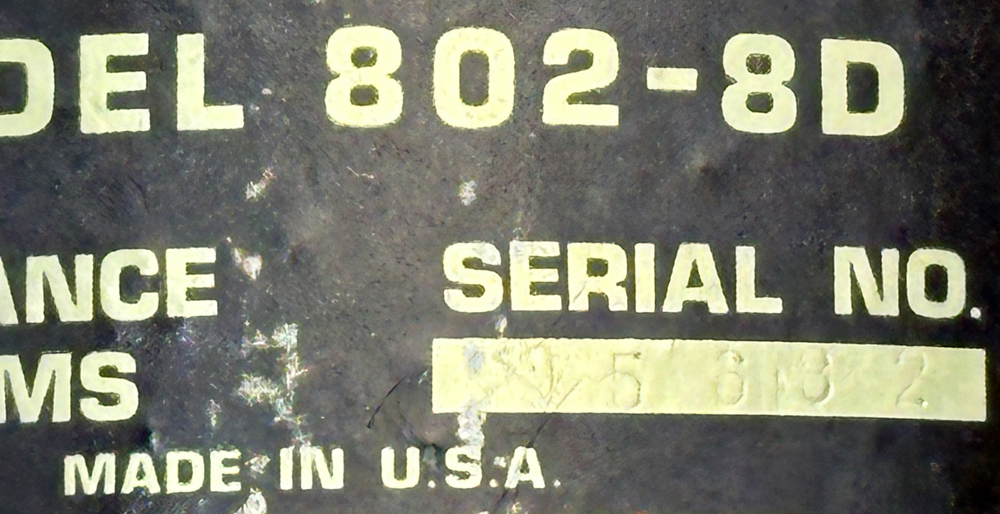 DEL 802-8D
ANCE SERIAL NO.
MS
MADE IN U.S.A.